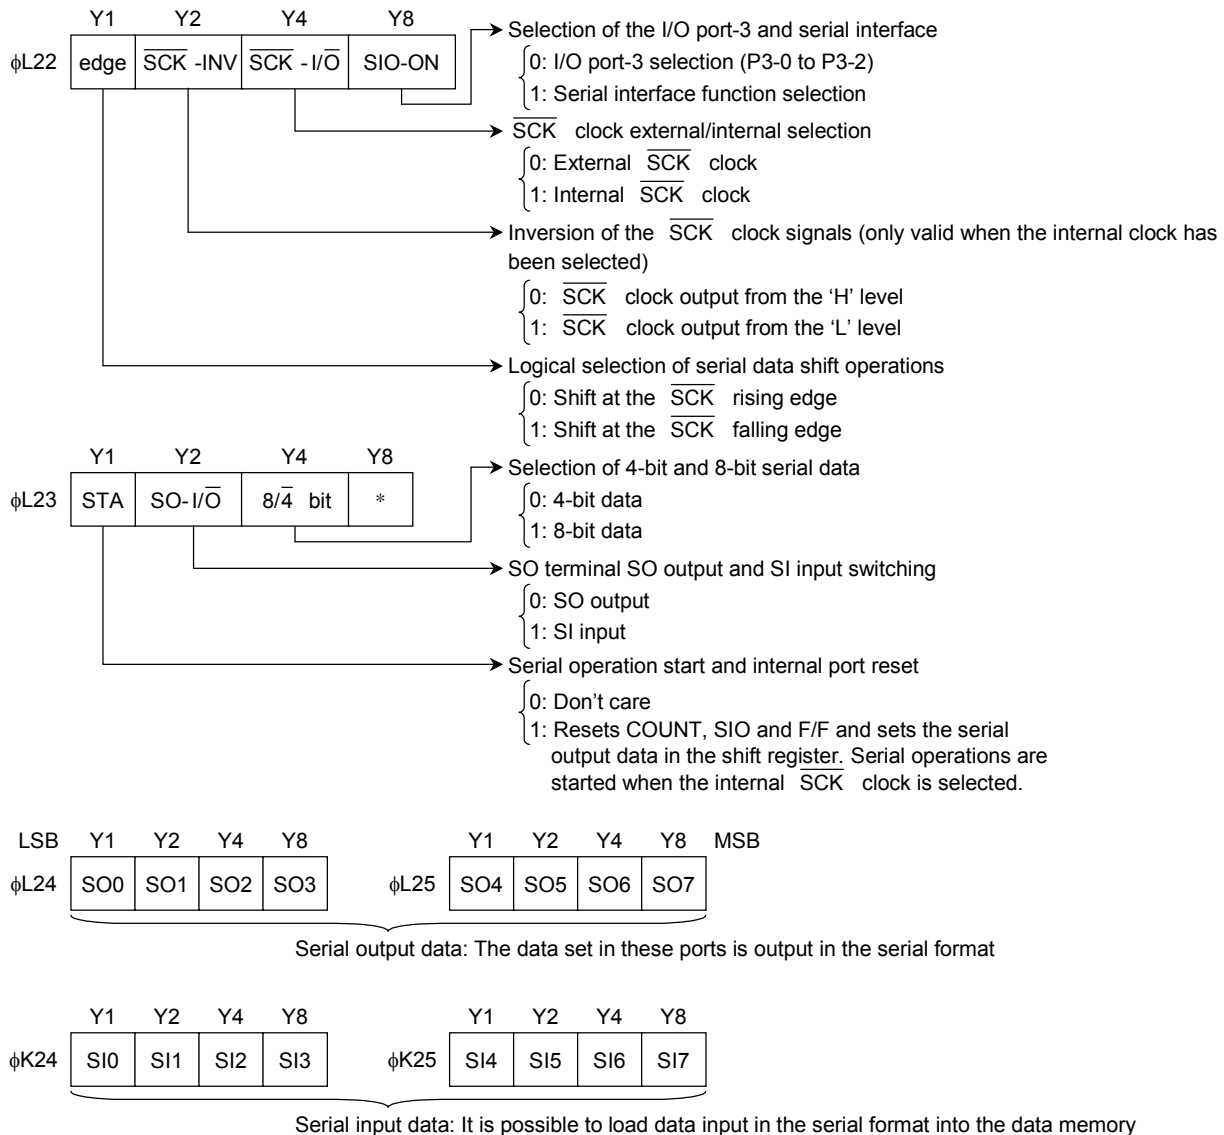 Y1 Y2 Y4 Y8
Selection of the I/O port-3 and serial interface
φL22 edge S̅C̅K̅ -INV S̅C̅K̅ - I/O̅ SIO-ON
0: I/O port-3 selection (P3-0 to P3-2)
1: Serial interface function selection
S̅C̅K̅ clock external/internal selection
0: External S̅C̅K̅ clock
1: Internal S̅C̅K̅ clock
Inversion of the S̅C̅K̅ clock signals (only valid when the internal clock has
been selected)
0: S̅C̅K̅ clock output from the ‘H’ level
1: S̅C̅K̅ clock output from the ‘L’ level
Logical selection of serial data shift operations
0: Shift at the S̅C̅K̅ rising edge
1: Shift at the S̅C̅K̅ falling edge
Y1 Y2 Y4 Y8
Selection of 4-bit and 8-bit serial data
φL23 STA SO- I/O̅ 8/4̅ bit *
0: 4-bit data
1: 8-bit data
SO terminal SO output and SI input switching
0: SO output
1: SI input
Serial operation start and internal port reset
0: Don’t care
1: Resets COUNT, SIO and F/F and sets the serial
output data in the shift register. Serial operations are
started when the internal S̅C̅K̅ clock is selected.
LSB Y1 Y2 Y4 Y8 Y1 Y2 Y4 Y8 MSB
φL24 SO0 SO1 SO2 SO3 φL25 SO4 SO5 SO6 SO7
Serial output data: The data set in these ports is output in the serial format
Y1 Y2 Y4 Y8 Y1 Y2 Y4 Y8
φK24 SI0 SI1 SI2 SI3 φK25 SI4 SI5 SI6 SI7
Serial input data: It is possible to load data input in the serial format into the data memory